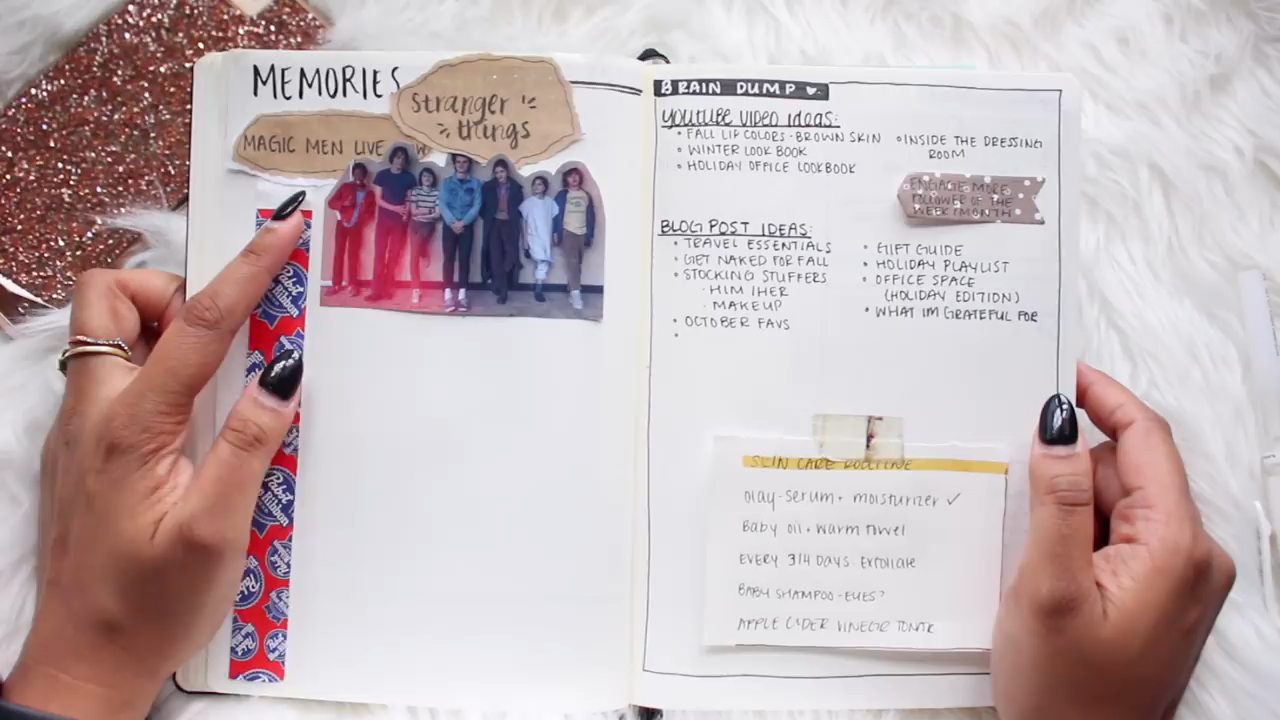 MEMORIES
stranger
things
MAGIC MEN LIVE
Pabst
Blue Ribbon
BRAIN DUMP
YOUTUBE VIDEO IDEAS:
• FALL LIP COLORS - BROWN SKIN
• WINTER LOOK BOOK
• HOLIDAY OFFICE LOOKBOOK
• INSIDE THE DRESSING
ROOM
ENGAGE MORE
FOLLOWER OF THE
WEEK/MONTH
BLOG POST IDEAS:
• TRAVEL ESSENTIALS
• GET NAKED FOR FALL
• STOCKING STUFFERS
- HIM | HER
- MAKEUP
• OCTOBER FAVS
• GIFT GUIDE
• HOLIDAY PLAYLIST
• OFFICE SPACE
(HOLIDAY EDITION)
• WHAT IM GRATEFUL FOR
SKIN CARE ROUTINE
Olay - serum + moisturizer ✓
Baby oil + warm towel
EVERY 3/4 DAYS - Exfoliate
BABY SHAMPOO - EYES?
APPLE CIDER VINEGR TONIC